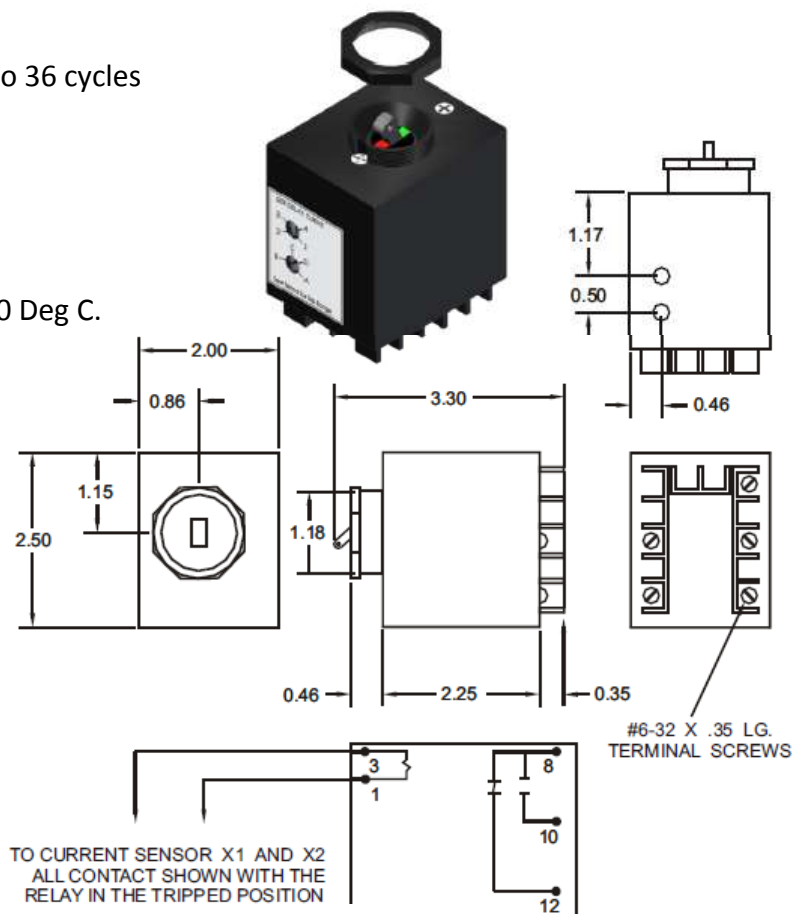 o 36 cycles
0 Deg C.
1.17
0.50
0.46
2.00
0.86
1.15
2.50
3.30
1.18
0.46
2.25
0.35
#6-32 X .35 LG.
TERMINAL SCREWS
3
1
8
10
12
TO CURRENT SENSOR X1 AND X2
ALL CONTACT SHOWN WITH THE
RELAY IN THE TRIPPED POSITION